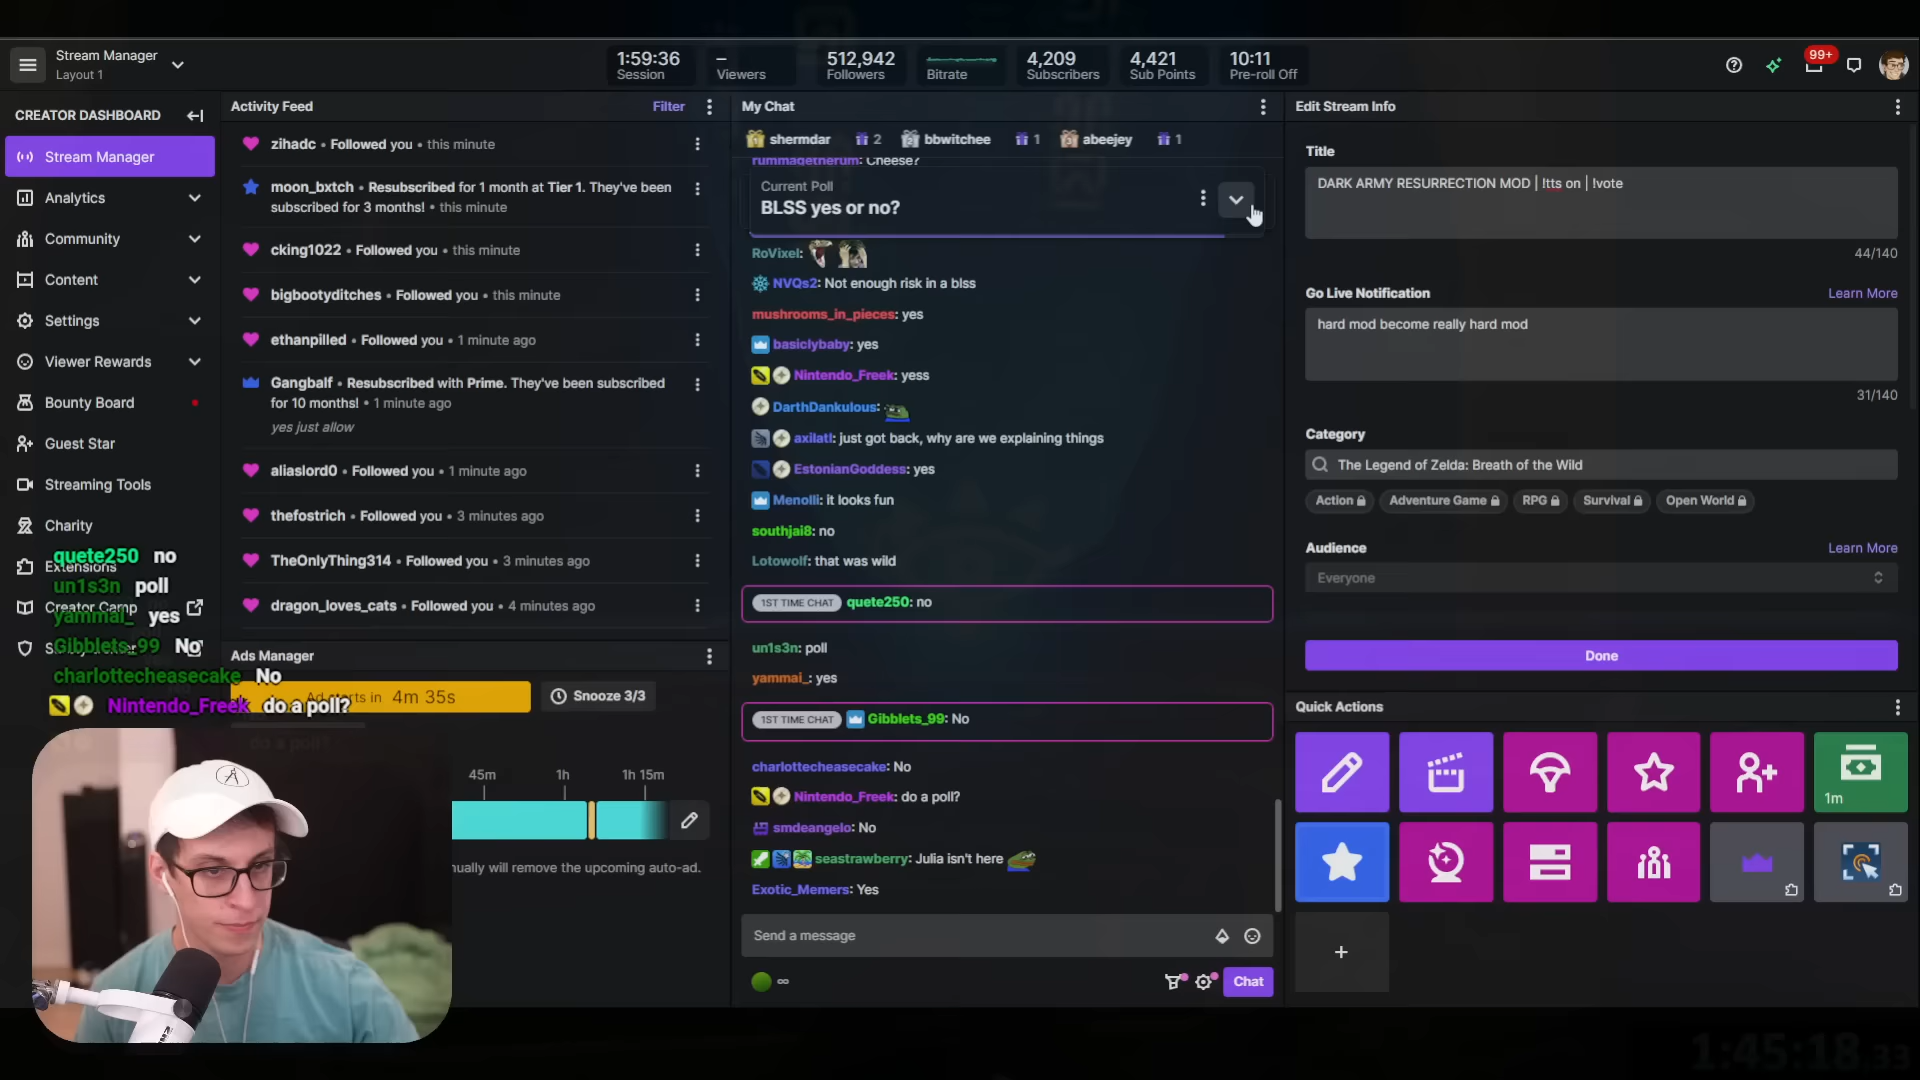 Stream Manager
Layout 1
1:59:36
Session
–
Viewers
512,942
Followers
Bitrate
4,209
Subscribers
4,421
Sub Points
10:11
Pre-roll Off
99+
CREATOR DASHBOARD
Stream Manager
Analytics
Community
Content
Settings
Viewer Rewards
Bounty Board
Guest Star
Streaming Tools
Charity
Extensions
Creator Camp
quete250 no
un1s3n poll
yammai_ yes
Gibblets_99 No
charlottecheasecake No
Nintendo_Freek do a poll?
Activity Feed
Filter
zihadc • Followed you • this minute
moon_bxtch • Resubscribed for 1 month at Tier 1. They've been
subscribed for 3 months! • this minute
cking1022 • Followed you • this minute
bigbootyditches • Followed you • this minute
ethanpilled • Followed you • 1 minute ago
Gangbalf • Resubscribed with Prime. They've been subscribed
for 10 months! • 1 minute ago
yes just allow
aliaslord0 • Followed you • 1 minute ago
thefostrich • Followed you • 3 minutes ago
TheOnlyThing314 • Followed you • 3 minutes ago
dragon_loves_cats • Followed you • 4 minutes ago
Ads Manager
Ad starts in 4m 35s
Snooze 3/3
do a poll?
45m
1h
1h 15m
nually will remove the upcoming auto-ad.
My Chat
shermdar 2 bbwitchee 1 abeejey 1
rummagetherum: Cheese?
Current Poll
BLSS yes or no?
RoVixel:
NVQs2: Not enough risk in a blss
mushrooms_in_pieces: yes
basiclybaby: yes
Nintendo_Freek: yess
DarthDankulous:
axilatl: just got back, why are we explaining things
EstonianGoddess: yes
Menolli: it looks fun
southjai8: no
Lotowolf: that was wild
1ST TIME CHAT quete250: no
un1s3n: poll
yammai_: yes
1ST TIME CHAT Gibblets_99: No
charlottecheasecake: No
Nintendo_Freek: do a poll?
smdeangelo: No
seastrawberry: Julia isn't here
Exotic_Memers: Yes
Send a message
∞
Chat
Edit Stream Info
Title
DARK ARMY RESURRECTION MOD | !tts on | !vote
44/140
Go Live Notification
Learn More
hard mod become really hard mod
31/140
Category
The Legend of Zelda: Breath of the Wild
Action
Adventure Game
RPG
Survival
Open World
Audience
Learn More
Everyone
Done
Quick Actions
1m
+
1:45:18.33